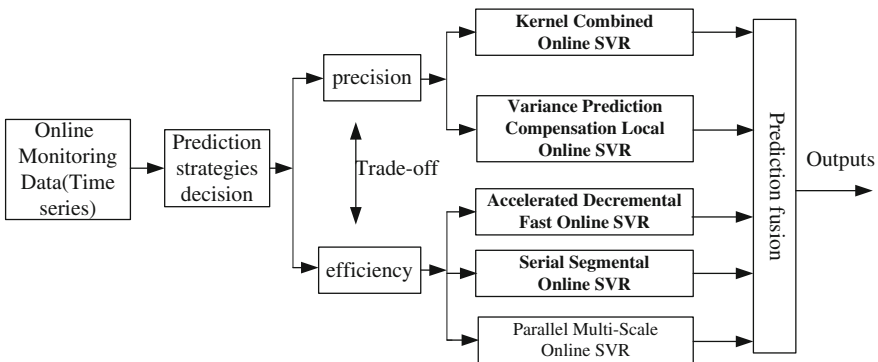 Online
Monitoring
Data(Time
series)
Prediction
strategies
decision
precision
Trade-off
efficiency
Kernel Combined
Online SVR
Variance Prediction
Compensation Local
Online SVR
Accelerated Decremental
Fast Online SVR
Serial Segmental
Online SVR
Parallel Multi-Scale
Online SVR
Prediction fusion
Outputs